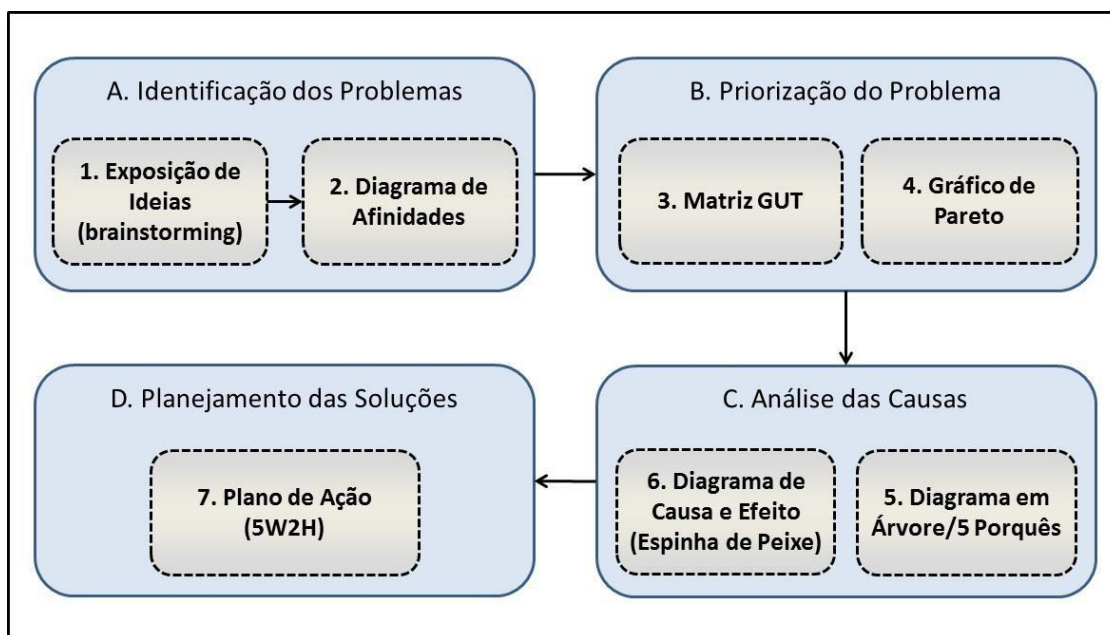 A. Identificação dos Problemas
1. Exposição de
Ideias
(brainstorming)
2. Diagrama de
Afinidades
B. Priorização do Problema
3. Matriz GUT
4. Gráfico de
Pareto
D. Planejamento das Soluções
7. Plano de Ação
(5W2H)
C. Análise das Causas
6. Diagrama de
Causa e Efeito
(Espinha de Peixe)
5. Diagrama em
Árvore/5 Porquês